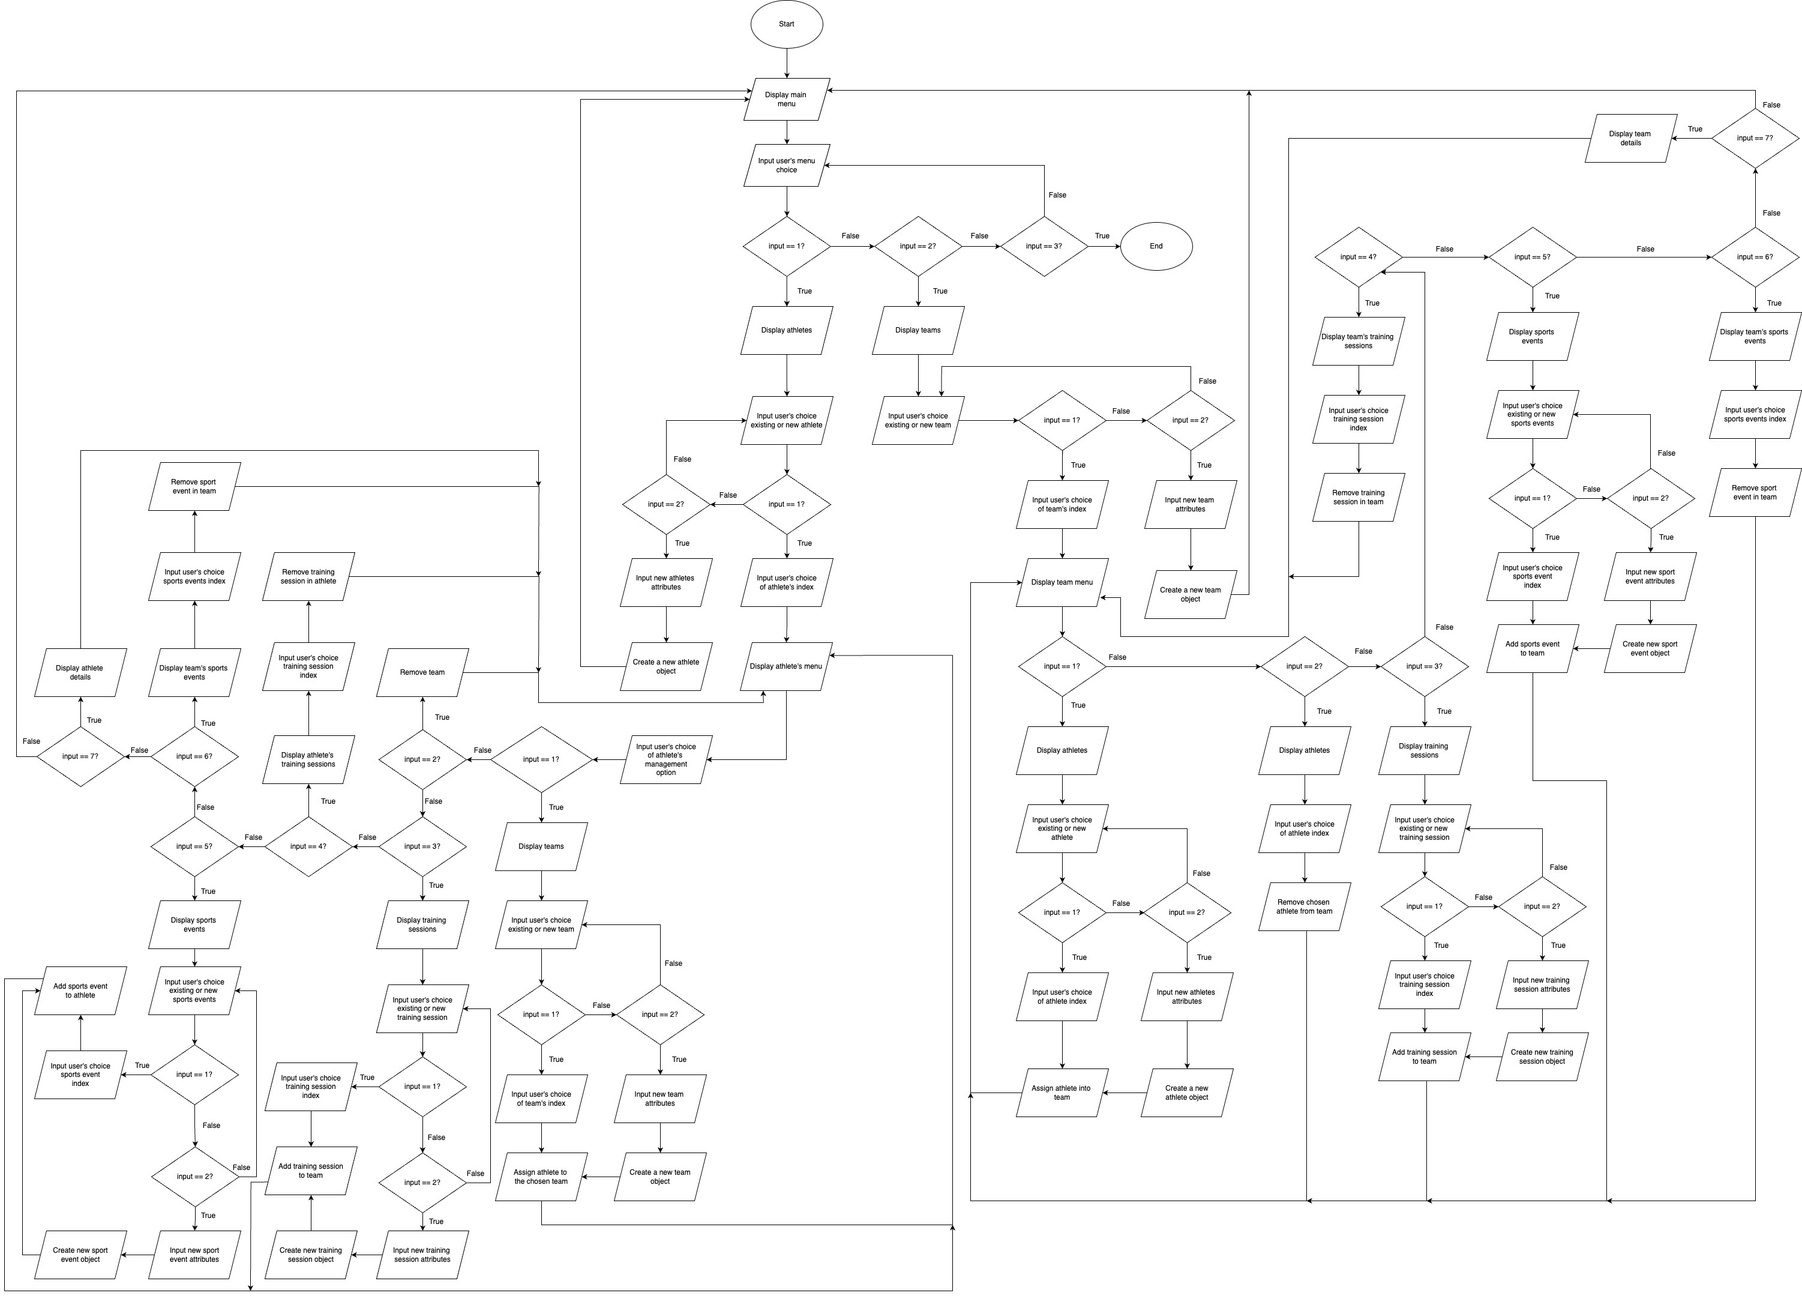 Start
Display main
menu
False
Display team
details
True
input == 7?
Input user's menu
choice
False
False
input == 1?
False
input == 2?
False
input == 3?
True
End
input == 4?
False
input == 5?
False
input == 6?
True
True
True
True
True
Display athletes
Display teams
Display team's training
sessions
Display sports
events
Display team's sports
events
False
Input user's choice
existing or new athlete
Input user's choice
existing or new team
input == 1?
False
input == 2?
Input user's choice
training session
index
Input user's choice
existing or new
sports events
Input user's choice
sports events index
False
True
True
False
Remove sport
event in team
input == 2?
False
input == 1?
Input user's choice
of team's index
Input new team
attributes
Remove training
session in team
input == 1?
False
input == 2?
Remove sport
event in team
True
True
True
True
Input user's choice
sports events index
Remove training
session in athlete
Input new athletes
attributes
Input user's choice
of athlete's index
Display team menu
Create a new team
object
Input user's choice
sports event
index
Input new sport
event attributes
False
Display athlete
details
Display team's sports
events
Input user's choice
training session
index
Remove team
Create a new athlete
object
Display athlete's menu
input == 1?
False
input == 2?
False
input == 3?
Add sports event
to team
Create new sport
event object
True
True
True
True
True
True
False
input == 7?
False
input == 6?
Display athlete's
training sessions
input == 2?
False
input == 1?
Input user's choice
of athlete's
management
option
Display athletes
Display athletes
Display training
sessions
False
True
False
True
input == 5?
False
input == 4?
False
input == 3?
Display teams
Input user's choice
existing or new
athlete
Input user's choice
of athlete index
Input user's choice
existing or new
training session
True
True
False
False
Display sports
events
Display training
sessions
Input user's choice
existing or new team
input == 1?
False
input == 2?
Remove chosen
athlete from team
input == 1?
False
input == 2?
False
True
True
True
True
Add sports event
to athlete
Input user's choice
existing or new
sports events
Input user's choice
existing or new
training session
input == 1?
False
input == 2?
Input user's choice
of athlete index
Input new athletes
attributes
Input user's choice
training session
index
Input new training
session attributes
Input user's choice
sports event
index
True
input == 1?
Input user's choice
training session
index
True
input == 1?
True
True
Input user's choice
of team's index
Input new team
attributes
Assign athlete into
team
Create a new
athlete object
Add training session
to team
Create new training
session object
False
False
input == 2?
False
Add training session
to team
input == 2?
False
Assign athlete to
the chosen team
Create a new team
object
True
True
Create new sport
event object
Input new sport
event attributes
Create new training
session object
Input new training
session attributes